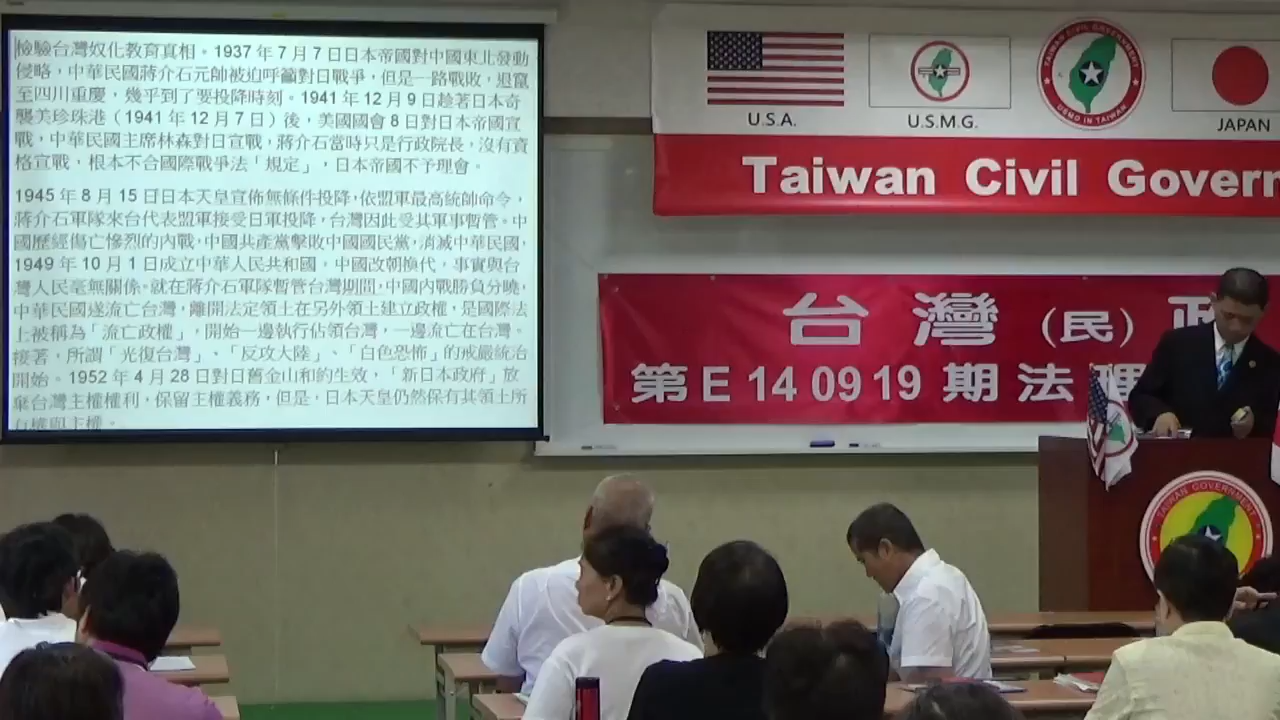 檢驗台灣奴化教育真相。1937 年 7 月 7 日日本帝國對中國東北發動
侵略，中華民國蔣介石元帥被迫呼籲對日戰爭，但是一路戰敗，退竄
至四川重慶，幾乎到了要投降時刻。1941 年 12 月 9 日趁著日本奇
襲美珍珠港（1941 年 12 月 7 日）後，美國國會 8 日對日本帝國宣
戰，中華民國主席林森對日宣戰，蔣介石當時只是行政院長，沒有資
格宣戰，根本不合國際戰爭法「規定」，日本帝國不予理會。
1945 年 8 月 15 日日本天皇宣佈無條件投降，依盟軍最高統帥命令，
蔣介石軍隊來台代表盟軍接受日軍投降，台灣因此受其軍事暫管。中
國歷經傷亡慘烈的內戰，中國共產黨擊敗中國國民黨，消滅中華民國，
1949 年 10 月 1 日成立中華人民共和國。中國改朝換代，事實與台
灣人民毫無關係。就在蔣介石軍隊暫管台灣期間，中國內戰勝負分曉，
中華民國遂流亡台灣，離開法定領土在另外領土建立政權，是國際法
上被稱為「流亡政權」，開始一邊執行佔領台灣，一邊流亡在台灣。
接著，所謂「光復台灣」、「反攻大陸」、「白色恐怖」的戒嚴統治
開始。1952 年 4 月 28 日對日舊金山和約生效，「新日本政府」放
棄台灣主權權利，保留主權義務，但是，日本天皇仍然保有其領土所
有權與主權。
U.S.A.
U.S.M.G.
TAIWAN CIVIL GOVERNMENT
USMG IN TAIWAN
JAPAN
Taiwan Civil Govern
台灣（民）政
第 E 14 09 19 期 法理
TAIWAN GOVERNMENT